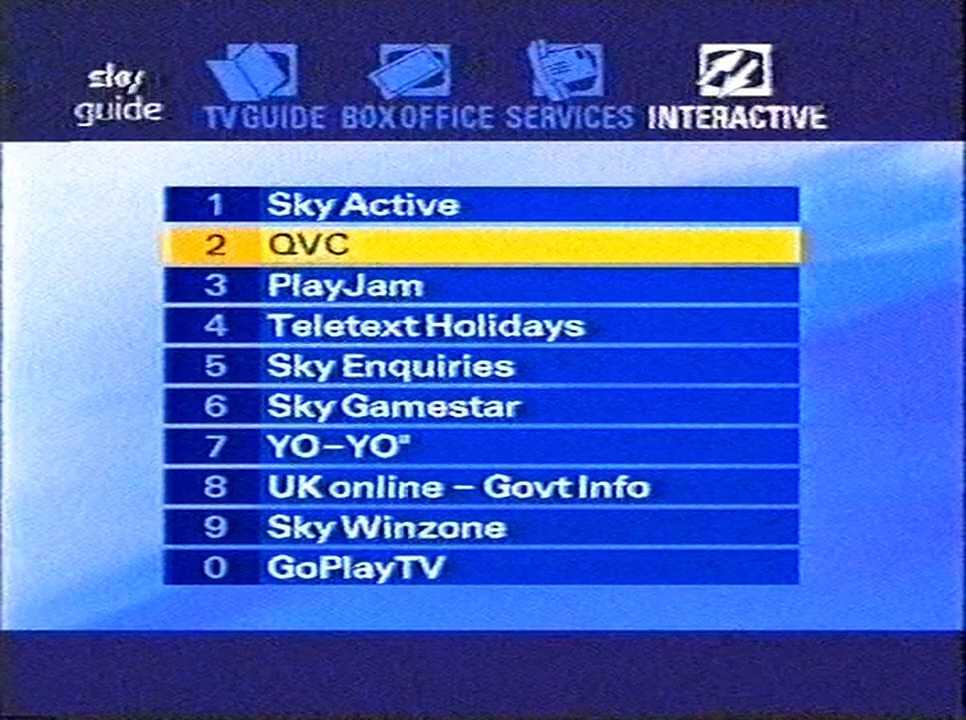 sky
guide
TV GUIDE BOX OFFICE SERVICES INTERACTIVE
1 Sky Active
2 QVC
3 PlayJam
4 Teletext Holidays
5 Sky Enquiries
6 Sky Gamestar
7 YO-YO
8 UK online - Govt Info
9 Sky Winzone
0 GoPlayTV